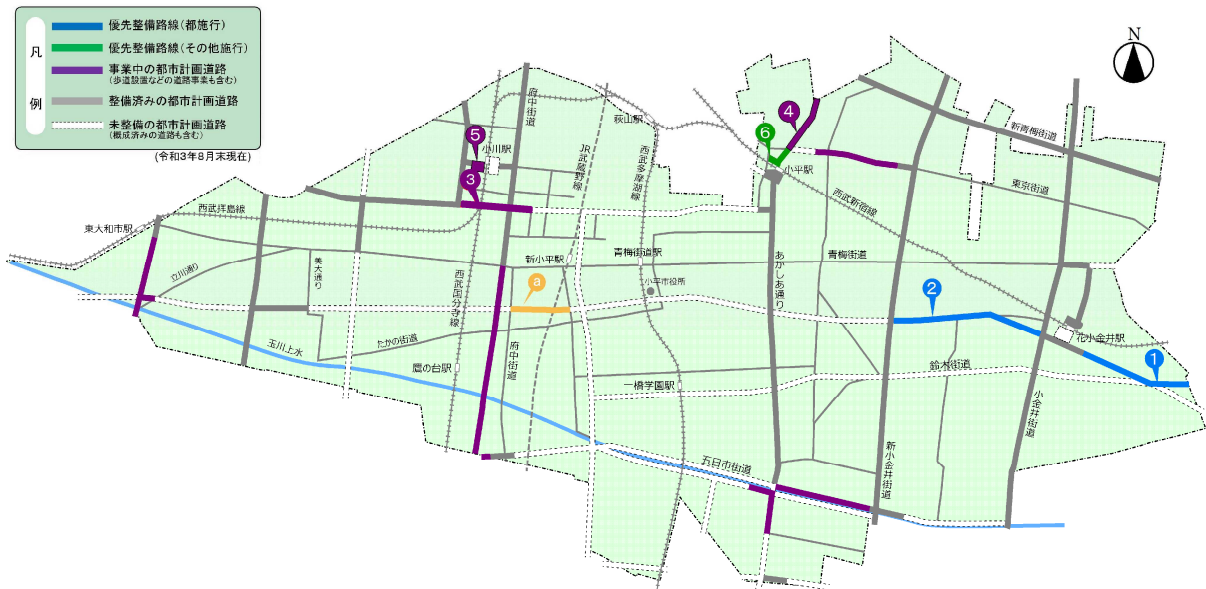 凡
例
優先整備路線(都施行)
優先整備路線(その他施行)
事業中の都市計画道路
(歩道設置などの道路事業も含む)
整備済みの都市計画道路
未整備の都市計画道路
(概成済みの道路も含む)
(令和3年8月末現在)
N
府中街道
萩山駅
4
新青梅街道
5
小川駅
6
JR武蔵野線
西武多摩湖線
小平駅
3
東京街道
西武新宿線
西武拝島線
東大和市駅
立川通り
美大通り
新小平駅
青梅街道駅
青梅街道
あかしあ通り
西武国分寺線
a
小平市役所
2
玉川上水
たかの街道
府中街道
花小金井駅
鷹の台駅
一橋学園駅
鈴木街道
1
小金井街道
新小金井街道
五日市街道